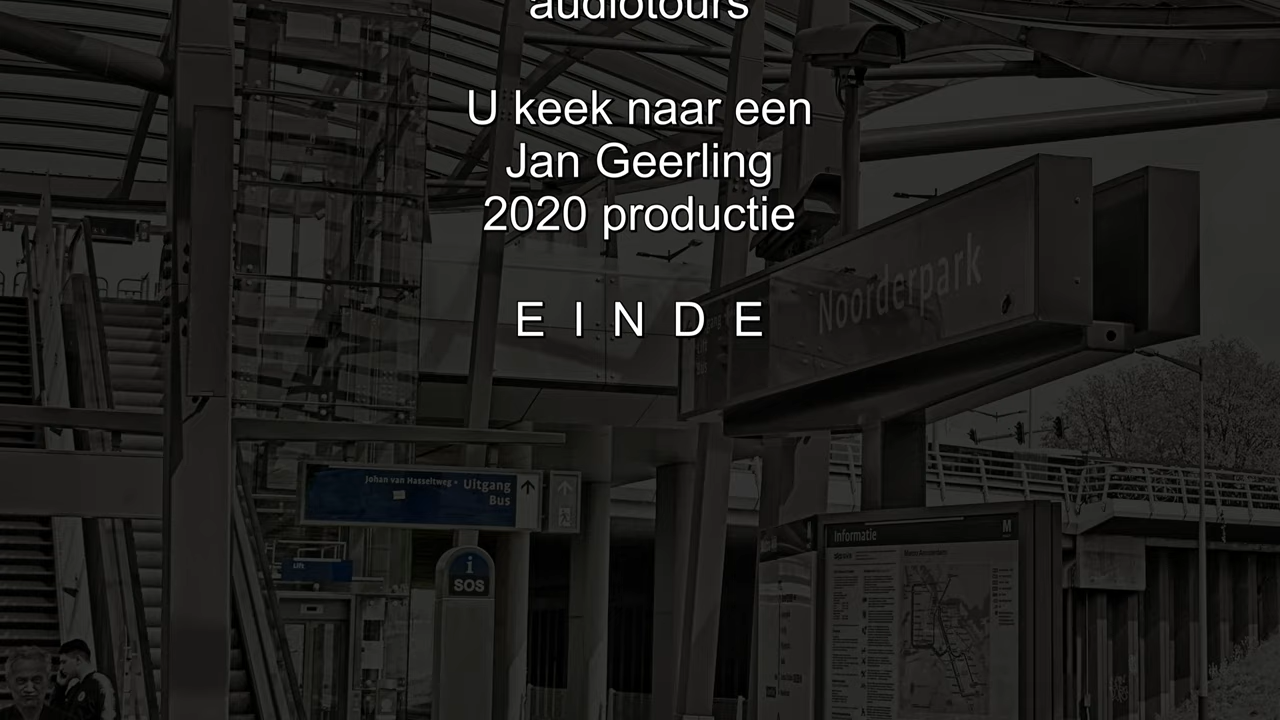 audiotours
U keek naar een
Jan Geerling
2020 productie
E I N D E
Noorderpark
Johan van Hasseltweg • Uitgang
Bus
Lift
i
SOS
Informatie
M